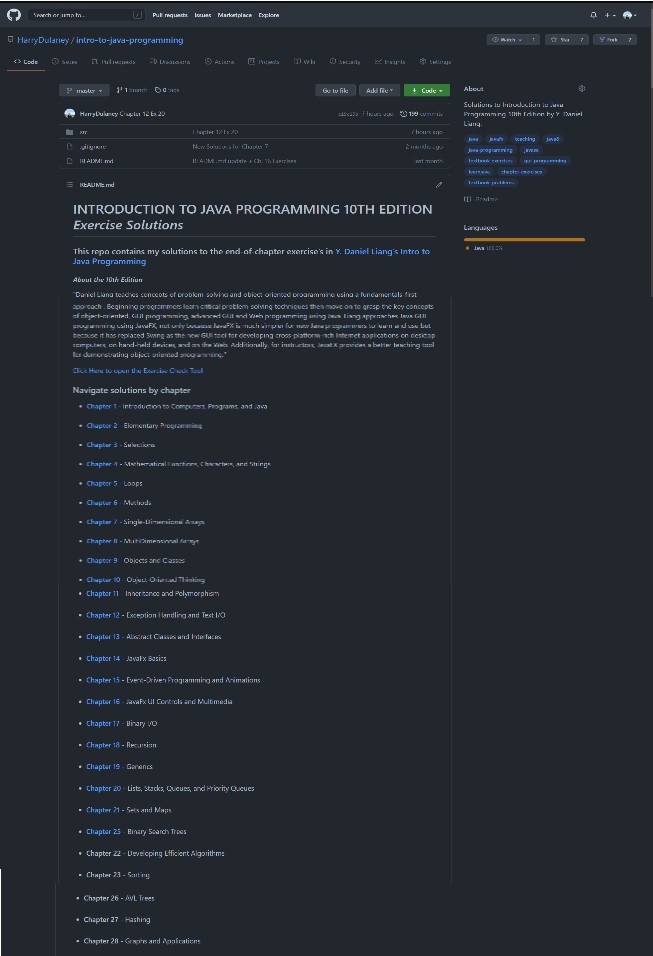 Search or jump to...
/
Pull requests Issues Marketplace Explore
HarryDulaney / intro-to-java-programming
Watch 1
Star 7
Fork 2
Code
Issues
Pull requests
Discussions
Actions
Projects
Wiki
Security
Insights
Settings
master
1 branch
0 tags
Go to file
Add file
Code
HarryDulaney Chapter 12 Ex 20
7 hours ago
199 commits
src
Chapter 12 Ex 20
7 hours ago
.gitignore
New Solutions for Chapter 7
2 months ago
README.md
README.md update + Ch. 16 Exercises
last month
README.md
INTRODUCTION TO JAVA PROGRAMMING 10TH EDITION
Exercise Solutions
This repo contains my solutions to the end-of-chapter exercise's in Y. Daniel Liang's Intro to
Java Programming
About the 10th Edition
"Daniel Liang teaches concepts of problem-solving and object-oriented programming using a fundamentals-first
approach . Beginning programmers learn critical problem-solving techniques then move on to grasp the key concepts
of object-oriented, GUI programming, advanced GUI and Web programming using Java. Liang approaches Java GUI
programming using JavaFX, not only because JavaFX is much simpler for new Java programmers to learn and use but
because it has replaced Swing as the new GUI tool for developing cross-platform-rich Internet applications on desktop
computers, on hand-held devices, and on the Web. Additionally, for instructors, JavaFX provides a better teaching tool
for demonstrating object-oriented programming."
Click Here to open the Exercise Check Tool!
Navigate solutions by chapter
Chapter 1 - Introduction to Computers, Programs, and Java
Chapter 2 - Elementary Programming
Chapter 3 - Selections
Chapter 4 - Mathematical Functions, Characters, and Strings
Chapter 5 - Loops
Chapter 6 - Methods
Chapter 7 - Single-Dimensional Arrays
Chapter 8 - MultiDimensional Arrays
Chapter 9 - Objects and Classes
Chapter 10 - Object-Oriented Thinking
Chapter 11 - Inheritance and Polymorphism
Chapter 12 - Exception Handling and Text I/O
Chapter 13 - Abstract Classes and Interfaces
Chapter 14 - JavaFx Basics
Chapter 15 - Event-Driven Programming and Animations
Chapter 16 - JavaFx UI Controls and Multimedia
Chapter 17 - Binary I/O
Chapter 18 - Recursion
Chapter 19 - Generics
Chapter 20 - Lists, Stacks, Queues, and Priority Queues
Chapter 21 - Sets and Maps
Chapter 25 - Binary Search Trees
Chapter 22 - Developing Efficient Algorithms
Chapter 23 - Sorting
Chapter 26 - AVL Trees
Chapter 27 - Hashing
Chapter 28 - Graphs and Applications
About
Solutions to Introduction to Java
Programming 10th Edition by Y. Daniel
Liang.
java javafx teaching java8
java-programming
textbook-exercises gui-programming
learnjava chapter-exercises
textbook-problems
Readme
Languages
Java 100.0%